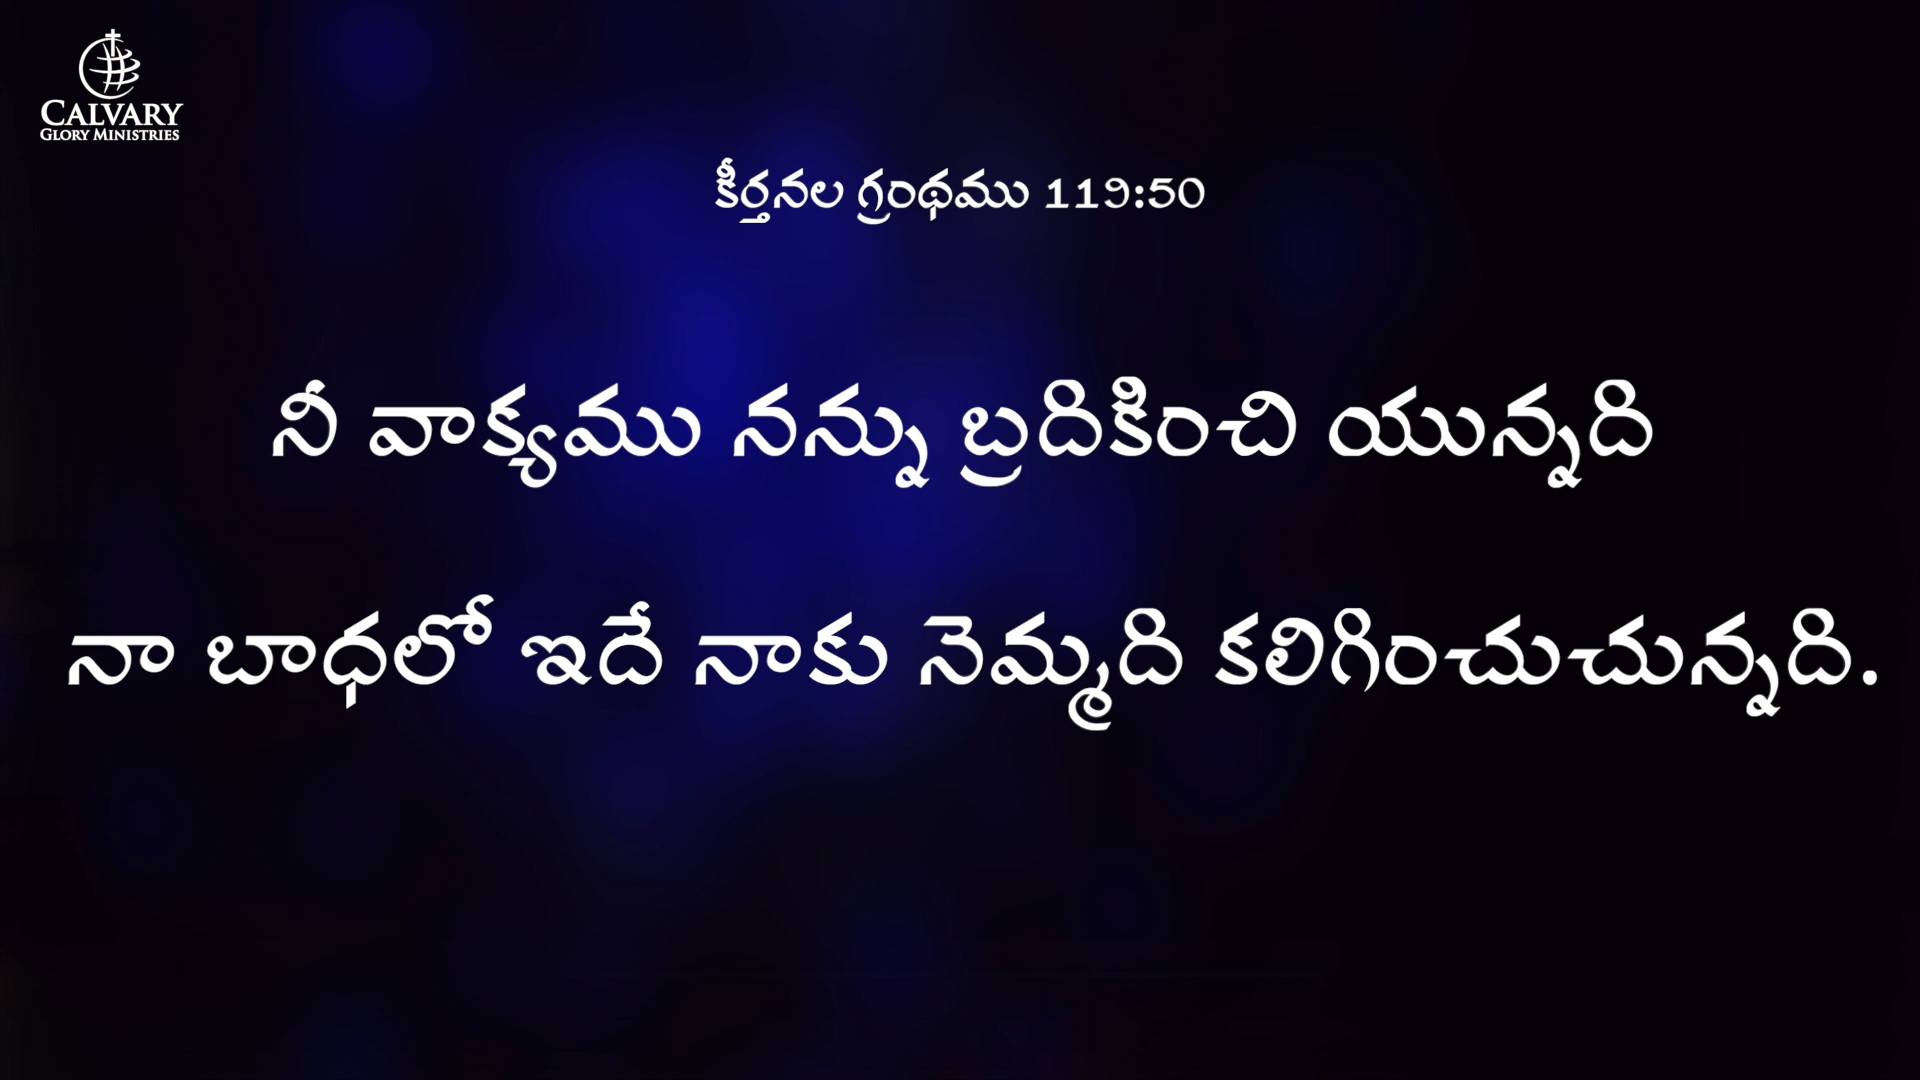 CALVARY
GLORY MINISTRIES
కీర్తనల గ్రంథము 119:50
నీ వాక్యము నన్ను బ్రదికించి యున్నది
నా బాధలో ఇదే నాకు నెమ్మది కలిగించుచున్నది.